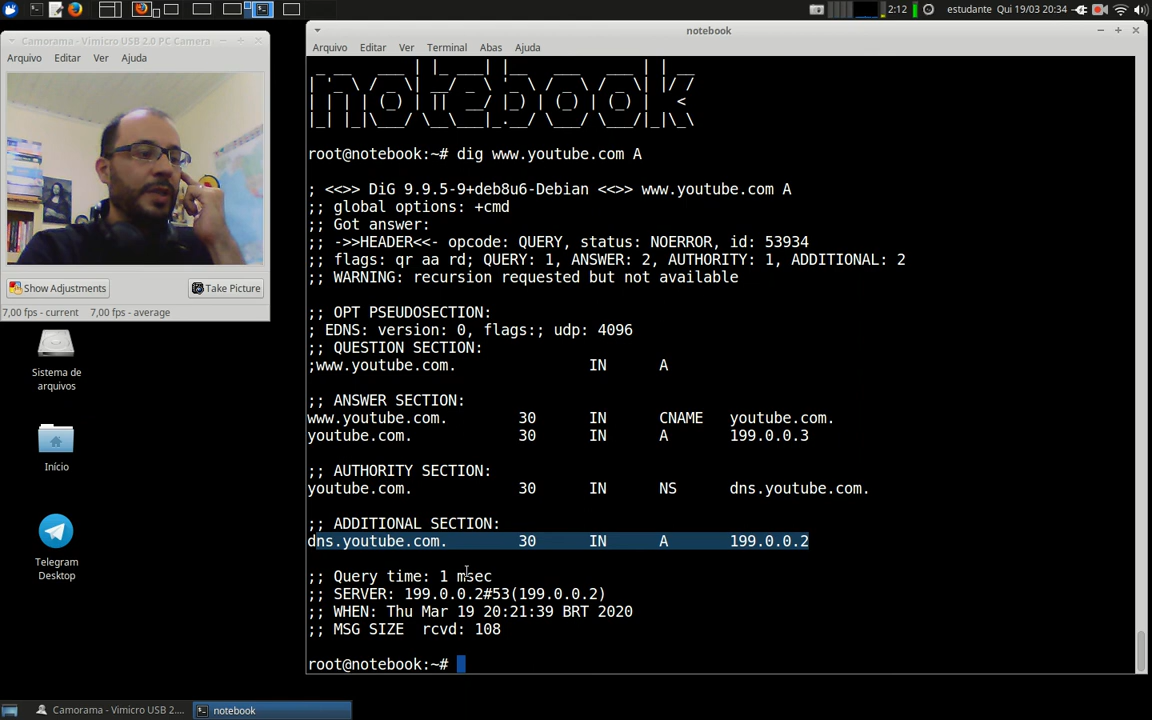 2:12 estudante Qui 19/03 20:34
Camorama - Vimicro USB 2.0 PC Camera
Arquivo Editar Ver Ajuda
Show Adjustments Take Picture
7,00 fps - current 7,00 fps - average
Sistema de
arquivos
Início
Telegram
Desktop
notebook
Arquivo Editar Ver Terminal Abas Ajuda
notebook
root@notebook:~# dig www.youtube.com A
; <<>> DiG 9.9.5-9+deb8u6-Debian <<>> www.youtube.com A
;; global options: +cmd
;; Got answer:
;; ->>HEADER<<- opcode: QUERY, status: NOERROR, id: 53934
;; flags: qr aa rd; QUERY: 1, ANSWER: 2, AUTHORITY: 1, ADDITIONAL: 2
;; WARNING: recursion requested but not available
;; OPT PSEUDOSECTION:
; EDNS: version: 0, flags:; udp: 4096
;; QUESTION SECTION:
;www.youtube.com. IN A
;; ANSWER SECTION:
www.youtube.com. 30 IN CNAME youtube.com.
youtube.com. 30 IN A 199.0.0.3
;; AUTHORITY SECTION:
youtube.com. 30 IN NS dns.youtube.com.
;; ADDITIONAL SECTION:
dns.youtube.com. 30 IN A 199.0.0.2
;; Query time: 1 msec
;; SERVER: 199.0.0.2#53(199.0.0.2)
;; WHEN: Thu Mar 19 20:21:39 BRT 2020
;; MSG SIZE rcvd: 108
root@notebook:~#
Camorama - Vimicro USB 2.... notebook